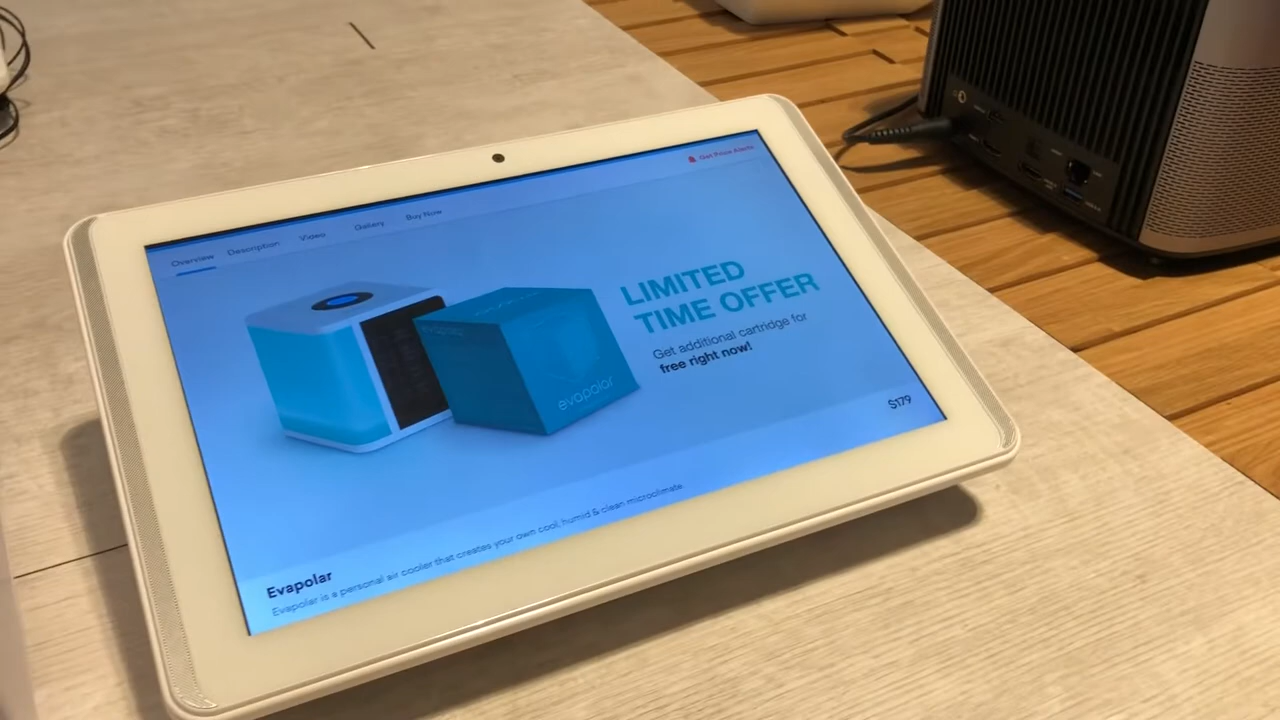 Get Price Alerts
Overview
Description
Video
Gallery
Buy Now
LIMITED
TIME OFFER
Get additional cartridge for
free right now!
evapolar
evapolar
$179
Evapolar
Evapolar is a personal air cooler that creates your own cool, humid & clean microclimate